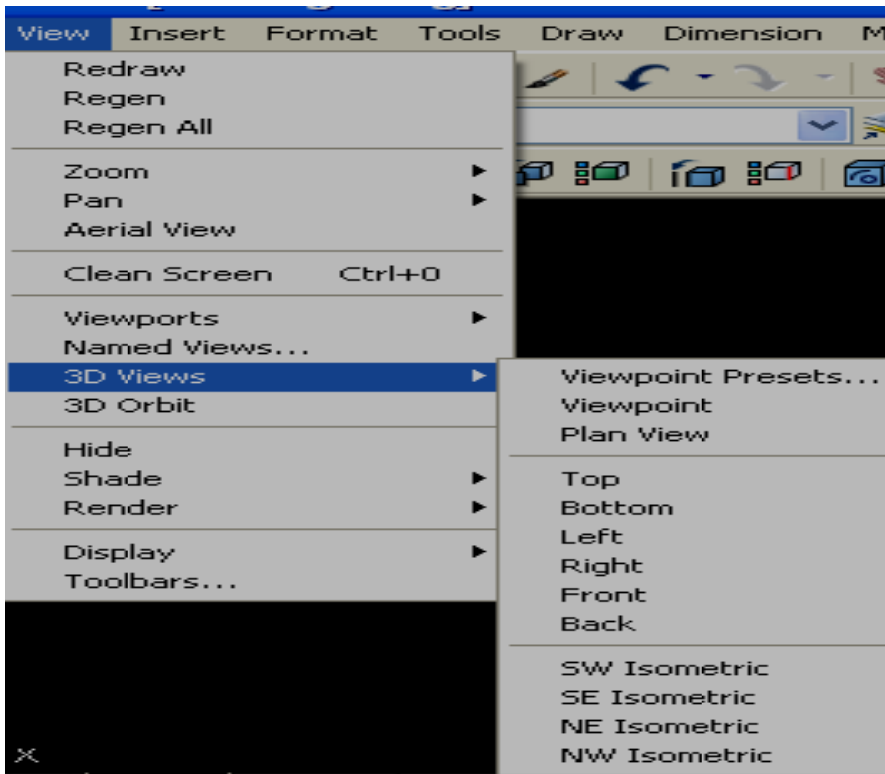 View Insert Format Tools Draw Dimension M
Redraw
Regen
Regen All
Zoom
Pan
Aerial View
Clean Screen Ctrl+0
Viewports
Named Views...
3D Views
3D Orbit
Hide
Shade
Render
Display
Toolbars...
Viewpoint Presets...
Viewpoint
Plan View
Top
Bottom
Left
Right
Front
Back
SW Isometric
SE Isometric
NE Isometric
NW Isometric
X